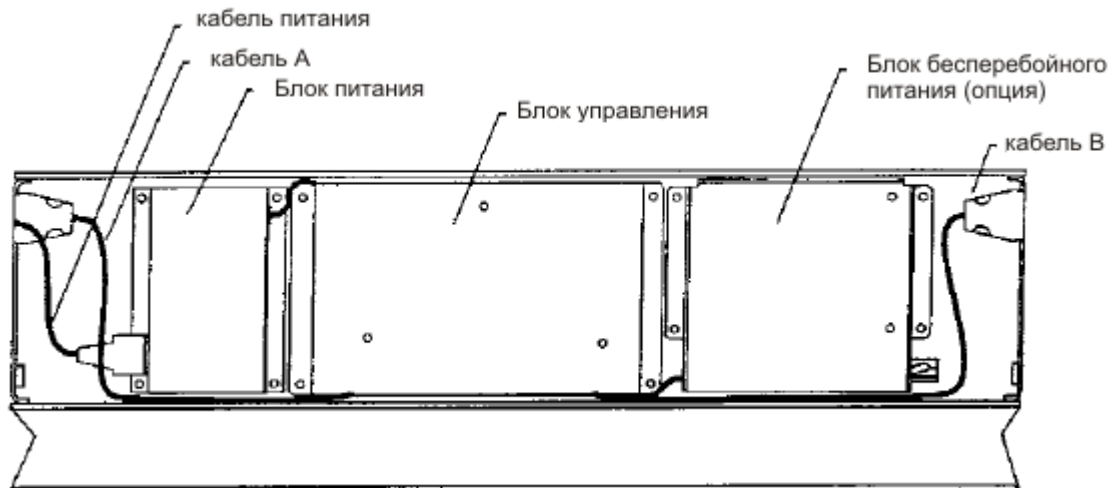 кабель питания
кабель А
Блок питания
Блок управления
Блок бесперебойного
питания (опция)
кабель В